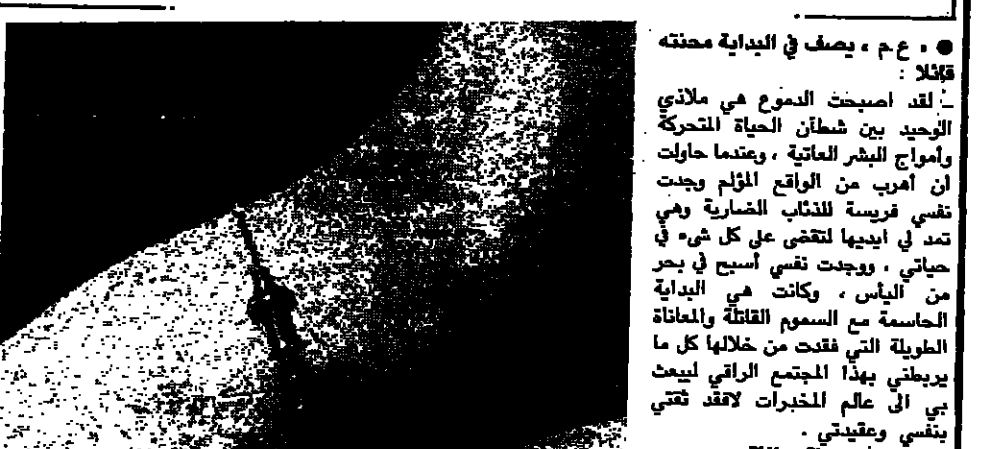 ● « ع م » يصف في البداية محنته
قائلا :
ـ لقد اصبحت الدموع هي ملاذي
الوحيد بين شطآن الحياة المتحركة
وأمواج البشر العاتية ، وعندما حاولت
أن أهرب من الواقع المؤلم وجدت
نفسي فريسة للذئاب الضارية وهي
تمد لي ايديها لتقضى على كل شيء في
حياتي ، ووجدت نفسي أسبح في بحر
من اليأس ، وكانت هي البداية
الحاسمة مع السموم القاتلة والمعاناة
الطويلة التي فقدت من خلالها كل ما
يربطني بهذا المجتمع الراقي ليبعث
بي الى عالم المخدرات لافقد ثقتي
بنفسي وعقيدتي .